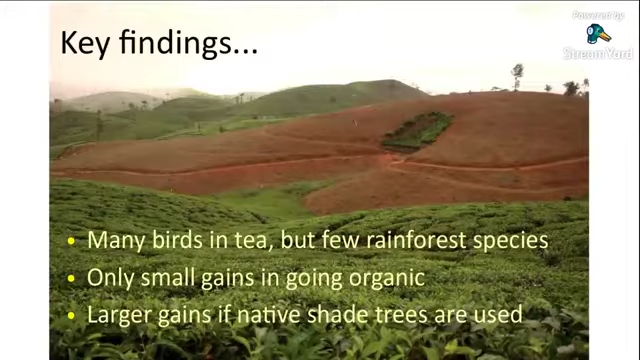 Powered by
StreamYard
Key findings...
• Many birds in tea, but few rainforest species
• Only small gains in going organic
• Larger gains if native shade trees are used